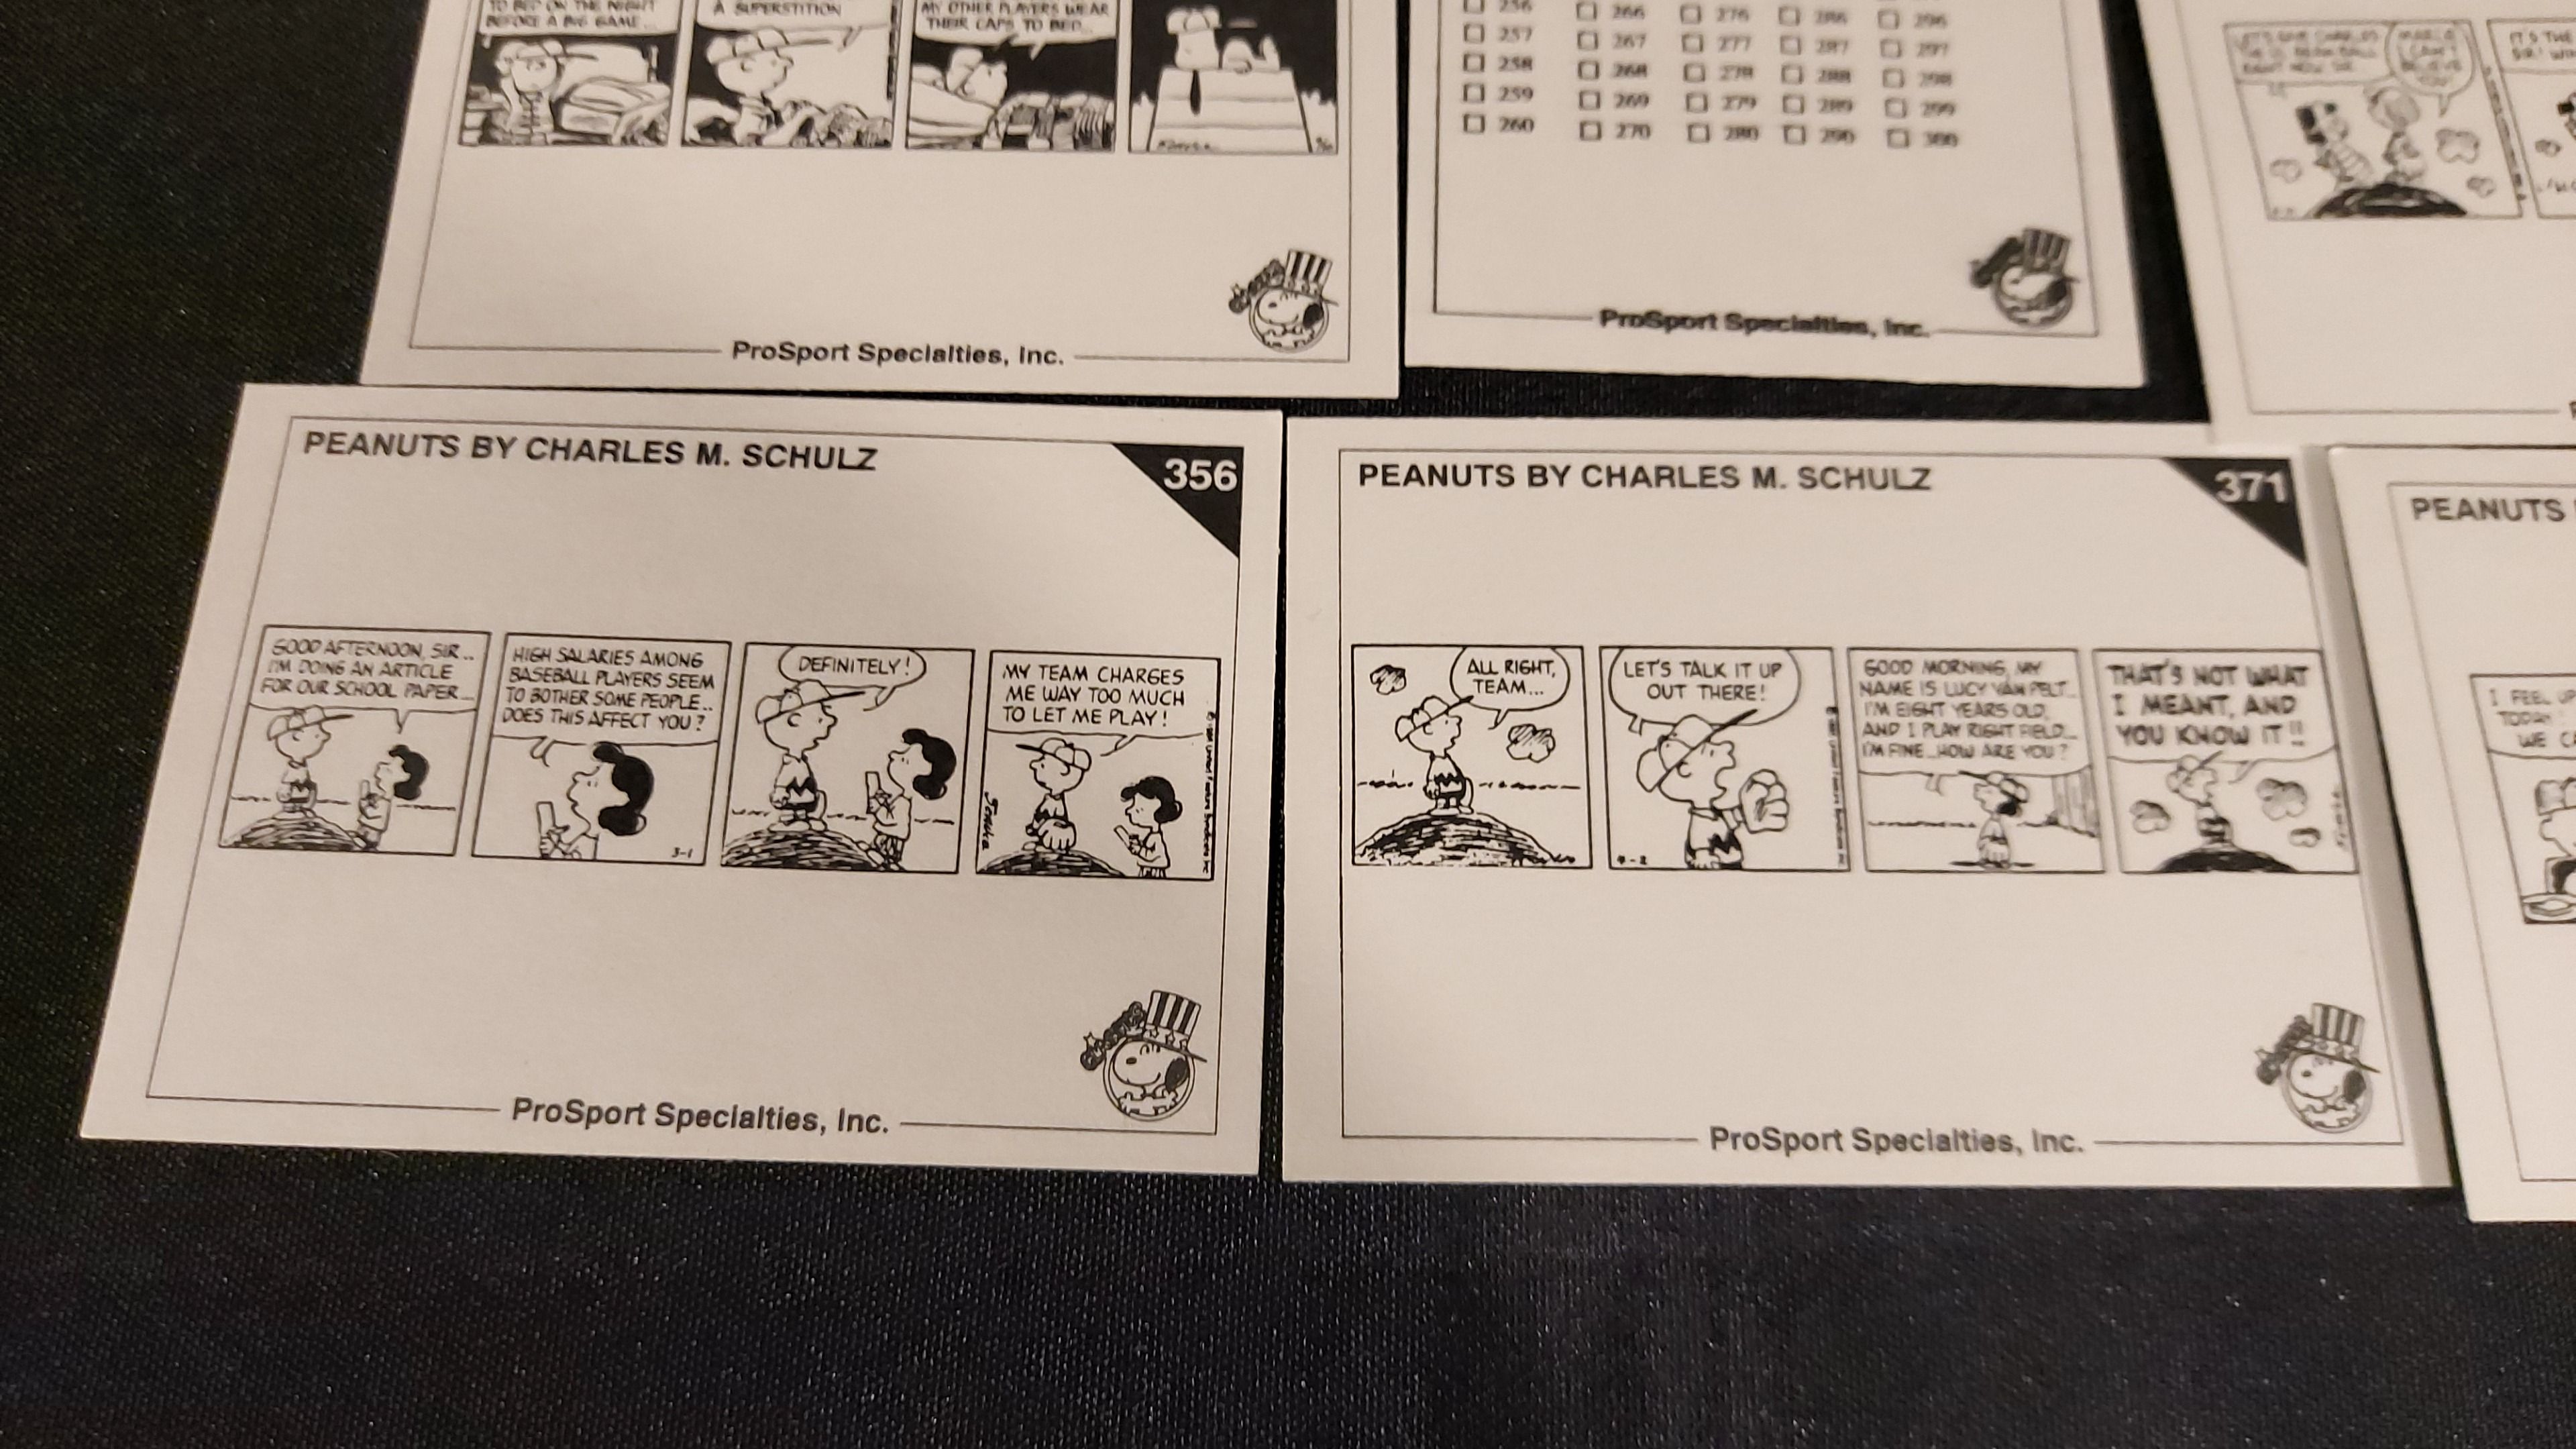 TO BED ON THE NIGHT
BEFORE A BIG GAME...
A SUPERSTITION
MY OTHER PLAYERS WEAR
THEIR CAPS TO BED...
ProSport Specialties, Inc.
256 266 276 286 296
257 267 277 287 297
258 268 278 288 298
259 269 279 289 299
260 270 280 290 300
ProSport Specialties, Inc.
PEANUTS BY CHARLES M. SCHULZ
356
GOOD AFTERNOON, SIR..
I'M DOING AN ARTICLE
FOR OUR SCHOOL PAPER...
HIGH SALARIES AMONG
BASEBALL PLAYERS SEEM
TO BOTHER SOME PEOPLE..
DOES THIS AFFECT YOU?
3-1
DEFINITELY!
MY TEAM CHARGES
ME WAY TOO MUCH
TO LET ME PLAY!
ProSport Specialties, Inc.
PEANUTS BY CHARLES M. SCHULZ
371
ALL RIGHT,
TEAM...
LET'S TALK IT UP
OUT THERE!
GOOD MORNING, MY
NAME IS LUCY VAN PELT...
I'M EIGHT YEARS OLD,
AND I PLAY RIGHT FIELD...
I'M FINE...HOW ARE YOU?
THAT'S NOT WHAT
I MEANT, AND
YOU KNOW IT!!
ProSport Specialties, Inc.
PEANUTS
I FEEL
TODAY
WE